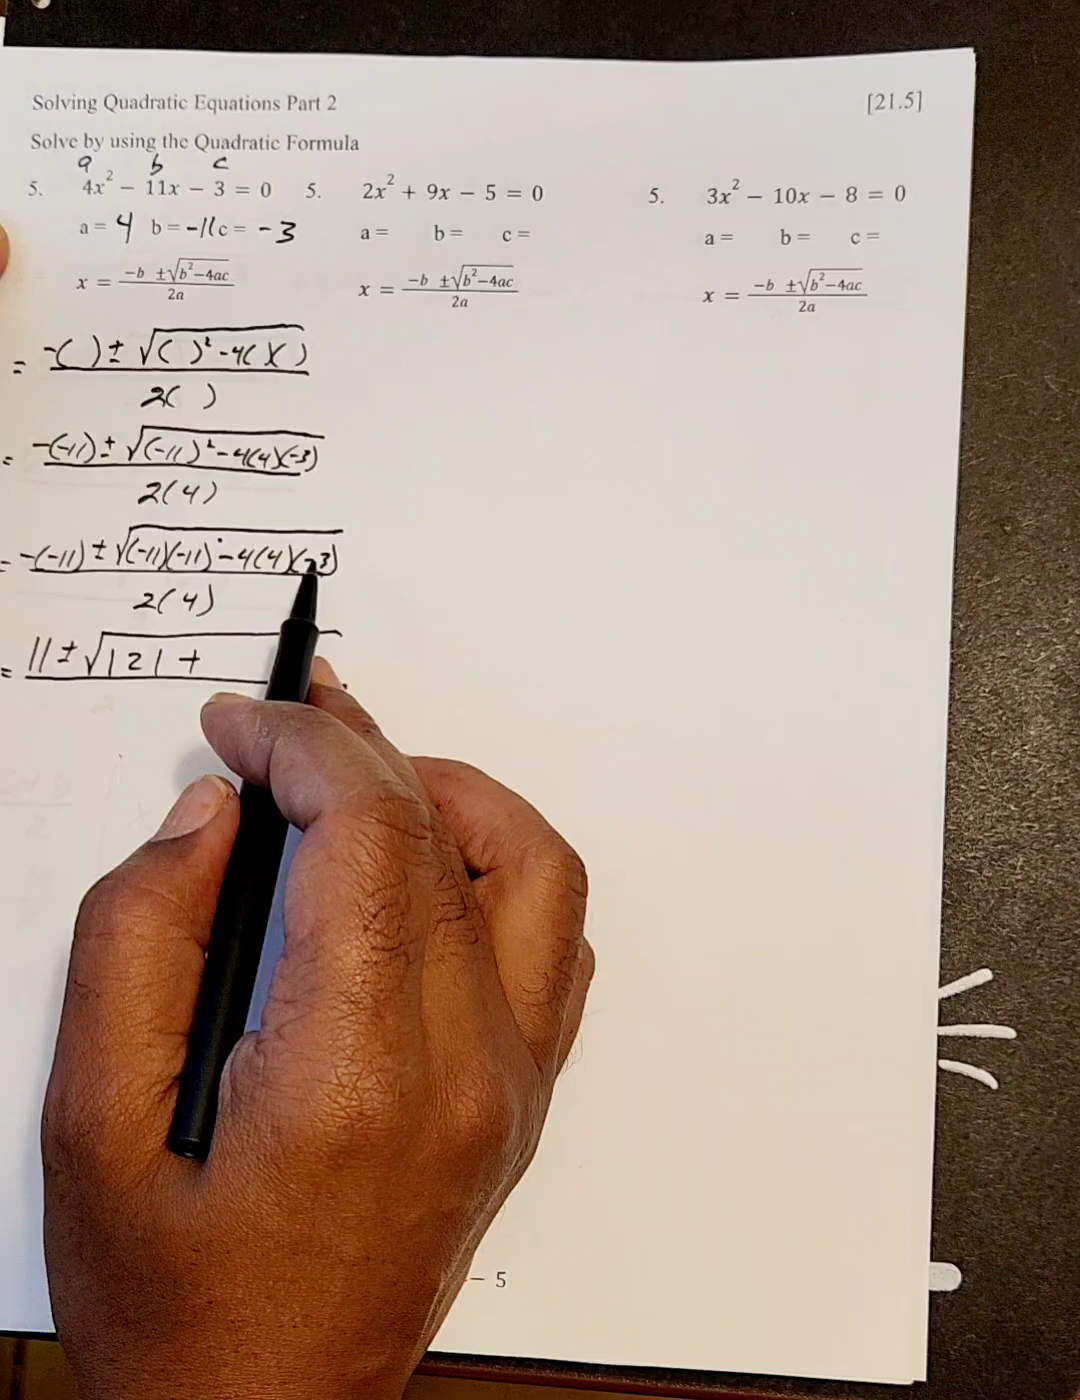 Solving Quadratic Equations Part 2 [21.5]
Solve by using the Quadratic Formula
a b c
5. 4x² − 11x − 3 = 0
a = 4 b = -11 c = -3
x = (−b ±√(b²−4ac)) / 2a
= (-( ) ± √(( )² - 4( )( ))) / 2( )
= (-(-11) ± √((-11)² - 4(4)(-3))) / 2(4)
= (-(-11) ± √((-11)(-11) - 4(4)(-3))) / 2(4)
= 11 ± √121 +
5. 2x² + 9x − 5 = 0
a = b = c =
x = (−b ±√(b²−4ac)) / 2a
5. 3x² − 10x − 8 = 0
a = b = c =
x = (−b ±√(b²−4ac)) / 2a
− 5